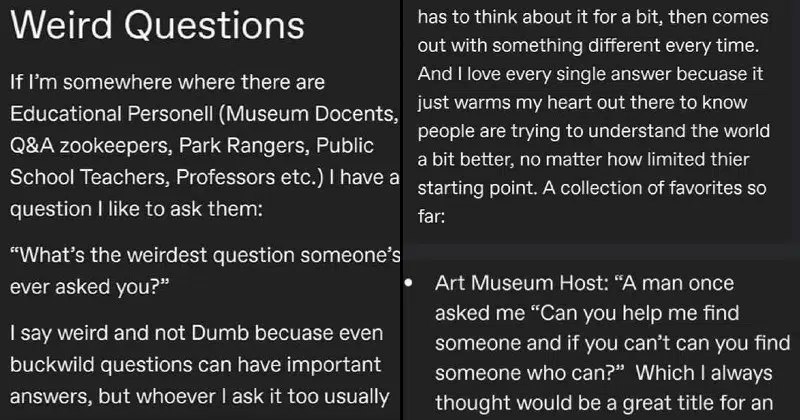 Weird Questions
If I'm somewhere where there are
Educational Personell (Museum Docents,
Q&A zookeepers, Park Rangers, Public
School Teachers, Professors etc.) I have a
question I like to ask them:
“What's the weirdest question someone's
ever asked you?”
I say weird and not Dumb becuase even
buckwild questions can have important
answers, but whoever I ask it too usually
has to think about it for a bit, then comes
out with something different every time.
And I love every single answer becuase it
just warms my heart out there to know
people are trying to understand the world
a bit better, no matter how limited thier
starting point. A collection of favorites so
far:
• Art Museum Host: “A man once
asked me “Can you help me find
someone and if you can't can you find
someone who can?” Which I always
thought would be a great title for an